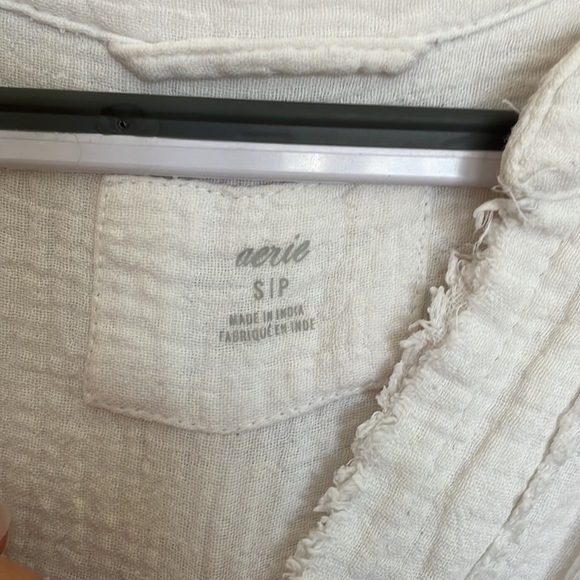 aerie
S|P
MADE IN INDIA
FABRIQUÉ EN INDE